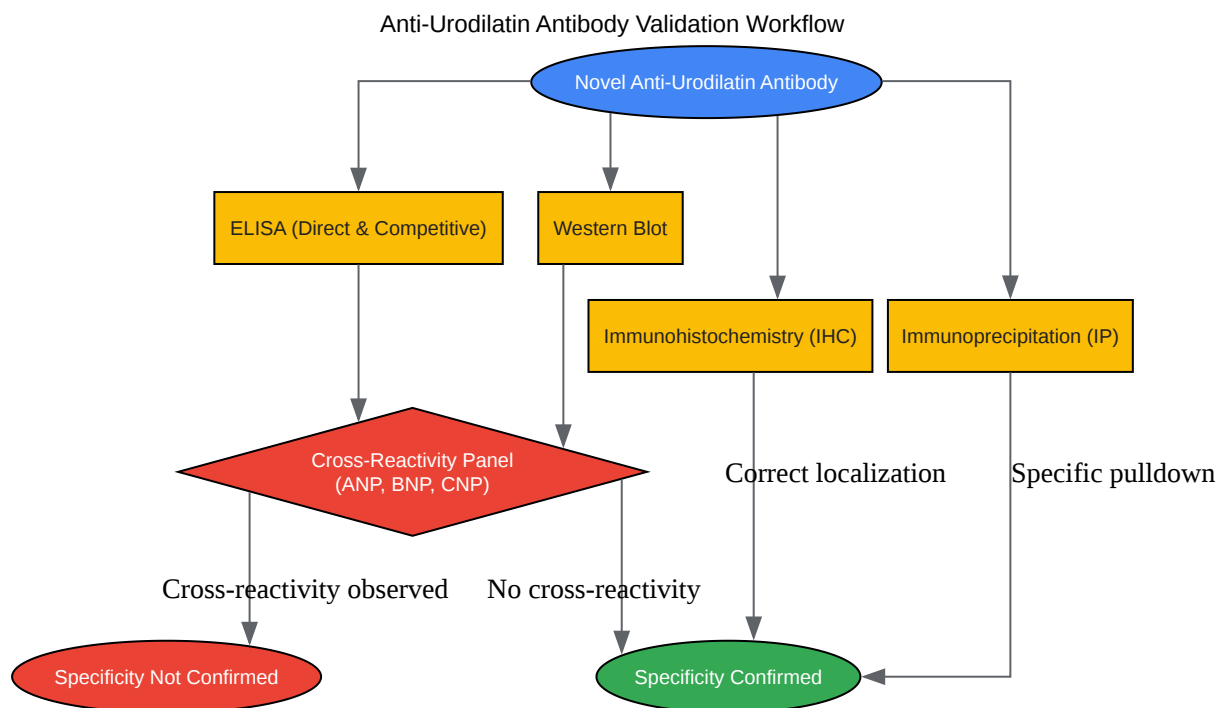 Anti-Urodilatin Antibody Validation Workflow
Novel Anti-Urodilatin Antibody
ELISA (Direct & Competitive)
Western Blot
Immunohistochemistry (IHC)
Immunoprecipitation (IP)
Cross-Reactivity Panel
(ANP, BNP, CNP)
Correct localization
Specific pulldown
Cross-reactivity observed
No cross-reactivity
Specificity Not Confirmed
Specificity Confirmed